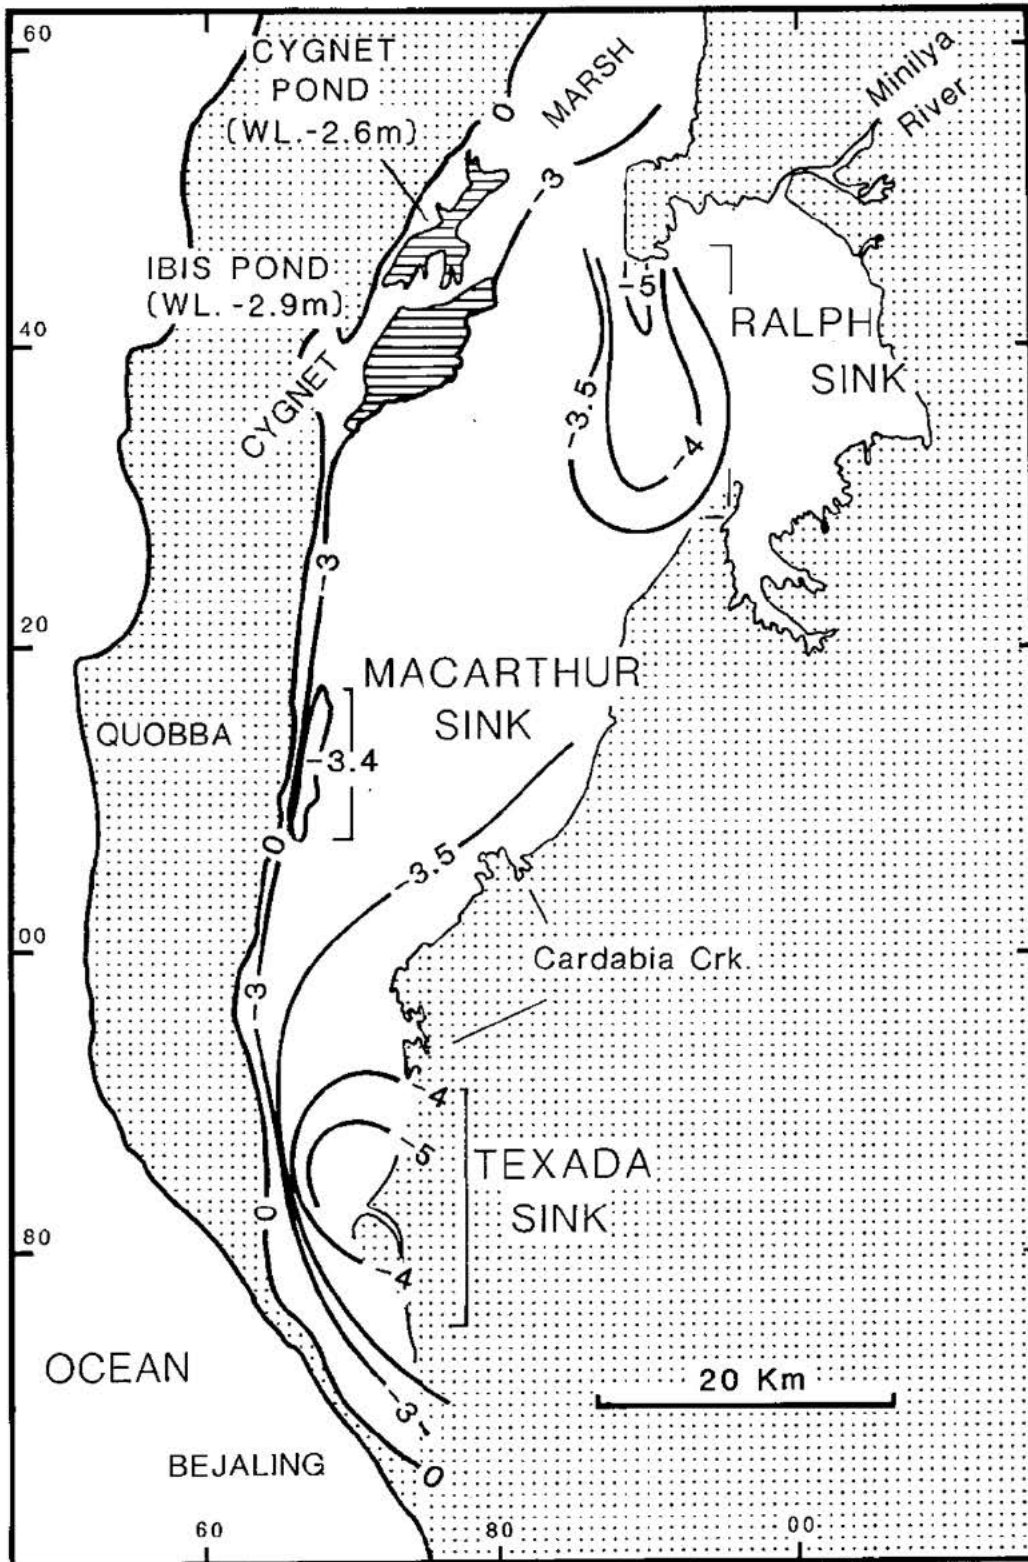 60
CYGNET
POND
(WL.-2.6m)
0
MARSH
Minilya
River
-3
IBIS POND
(WL. -2.9m)
-5
RALPH
SINK
40
CYGNET
-3.5
-4
-3
20
MACARTHUR
SINK
QUOBBA
-3.4
0
-3.5
00
Cardabia Crk.
-3
-4
-5
TEXADA
SINK
0
80
-4
OCEAN
20 Km
-3-
BEJALING
0
60
80
00